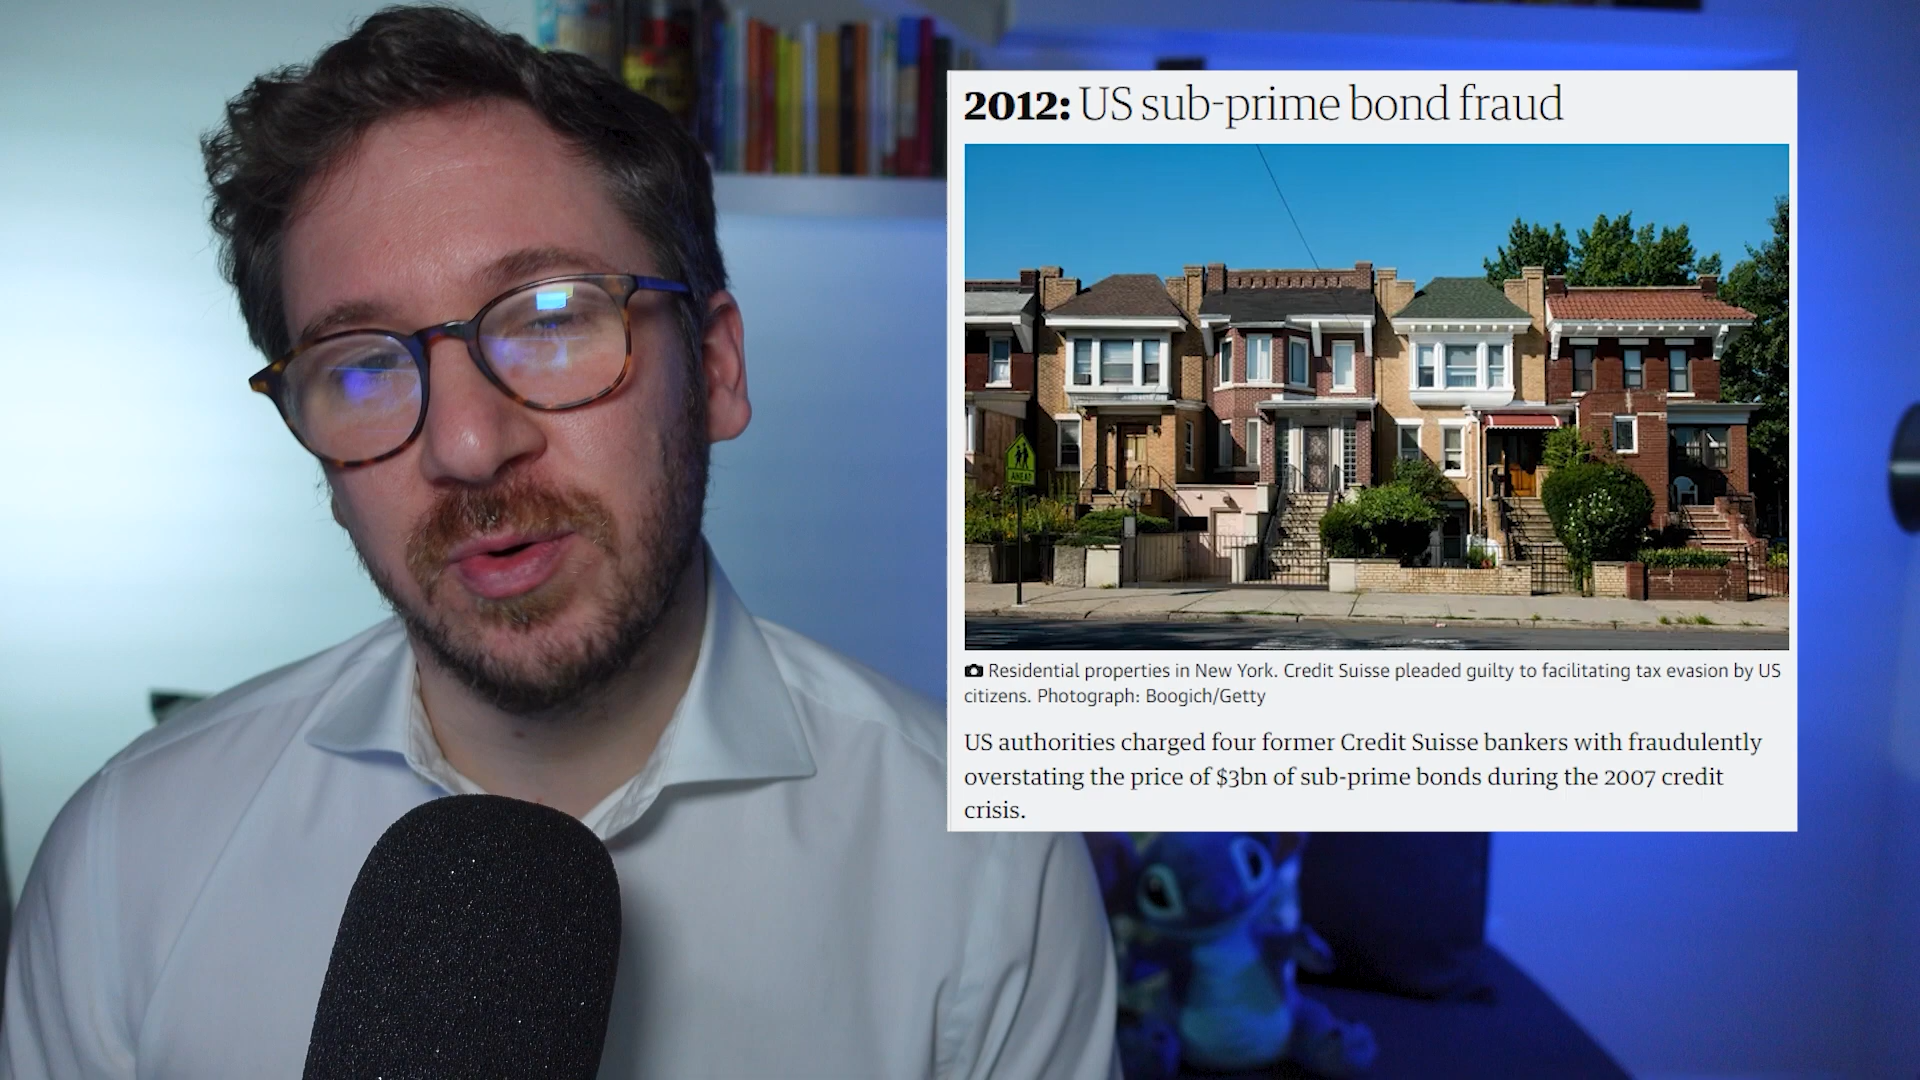 2012: US sub-prime bond fraud
AHEAD
Residential properties in New York. Credit Suisse pleaded guilty to facilitating tax evasion by US
citizens. Photograph: Boogich/Getty
US authorities charged four former Credit Suisse bankers with fraudulently
overstating the price of $3bn of sub-prime bonds during the 2007 credit
crisis.